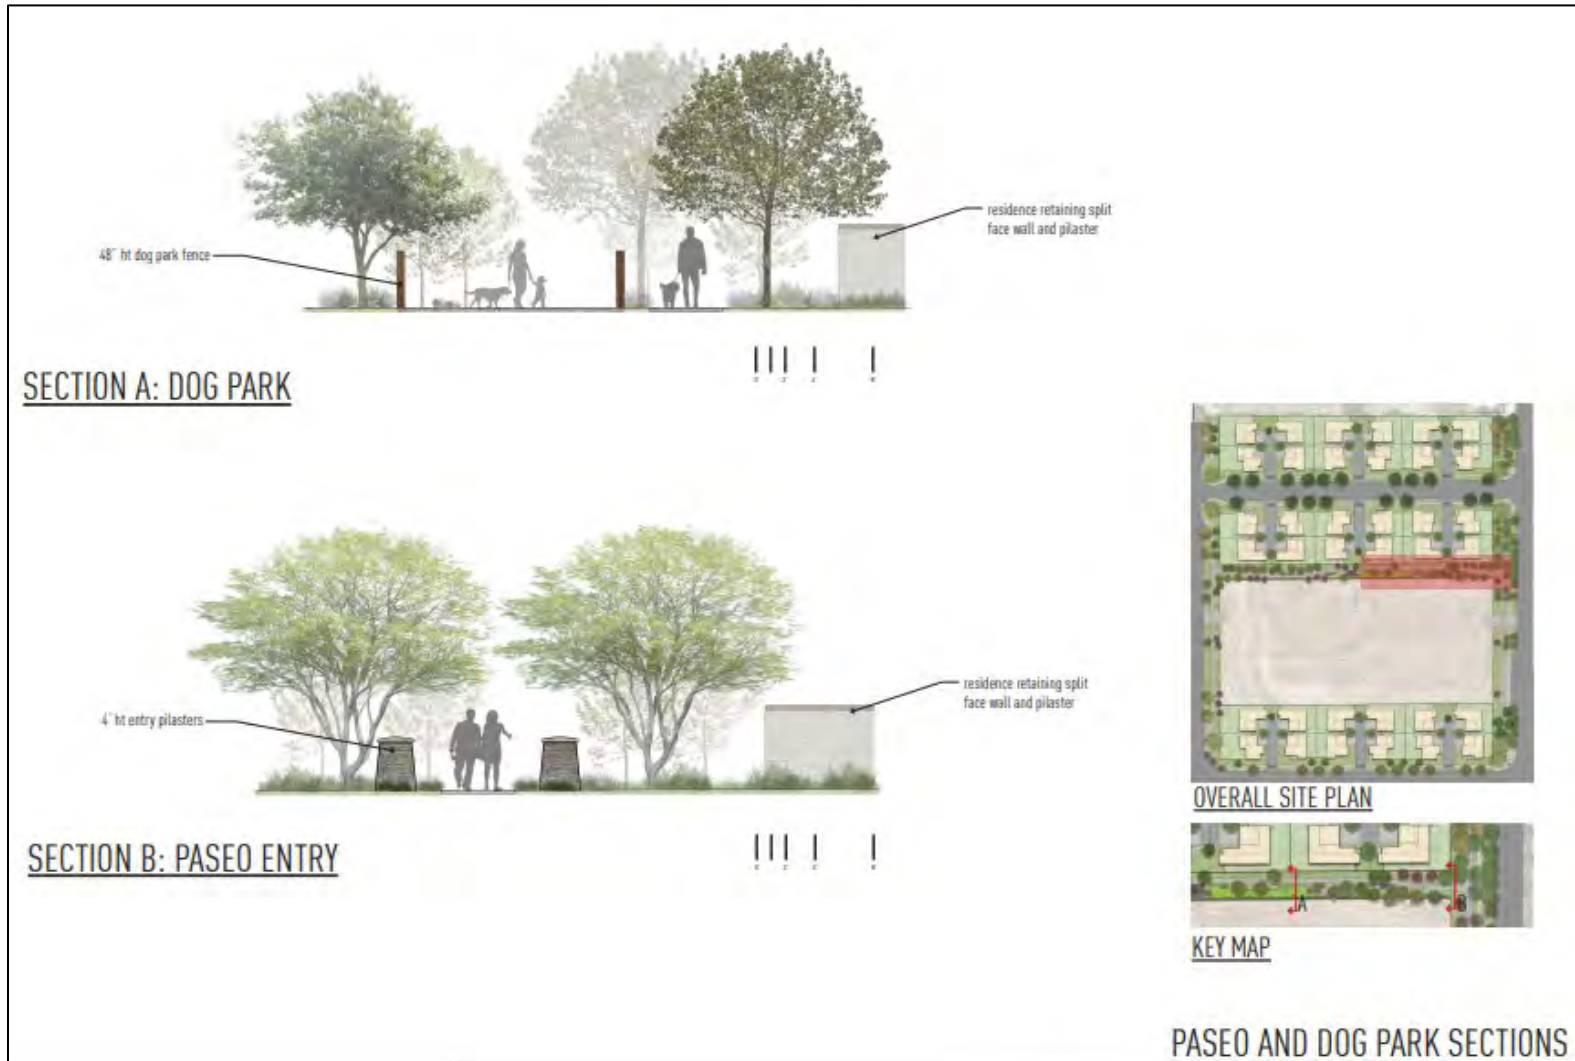 residence retaining split
face wall and pilaster
48" ht dog park fence
SECTION A: DOG PARK
4" ht entry pilasters
residence retaining split
face wall and pilaster
SECTION B: PASEO ENTRY
OVERALL SITE PLAN
A
B
KEY MAP
PASEO AND DOG PARK SECTIONS